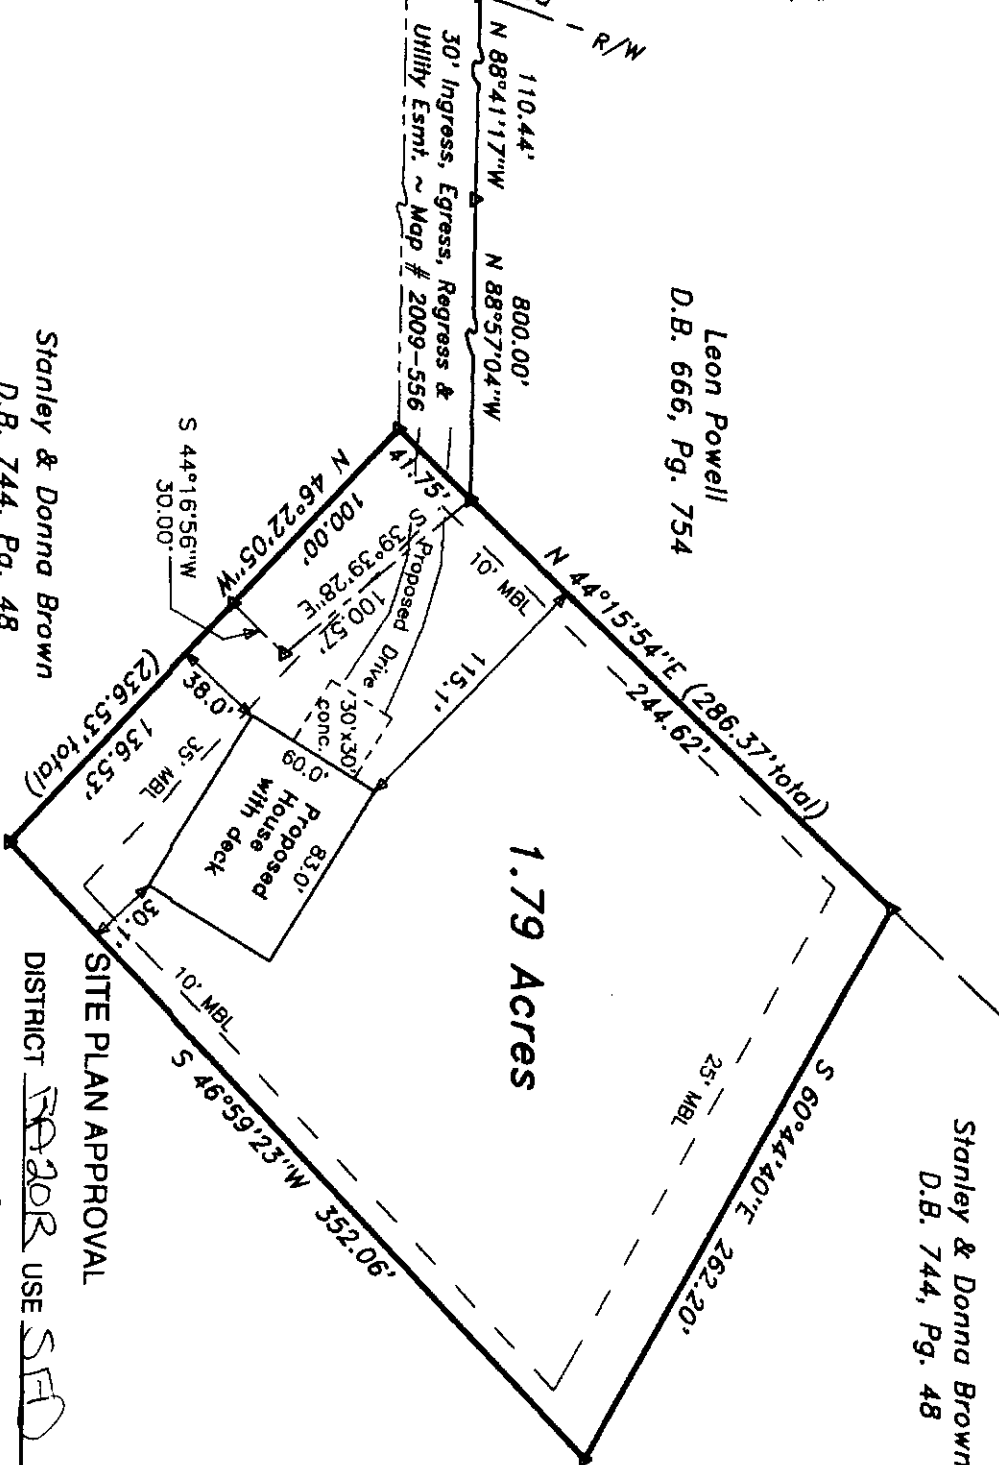 R/W
110.44'
N 88°41'17"W
800.00'
N 88°57'04"W
30' Ingress, Egress, Regress &
Utility Esmt. ~ Map # 2009-556
Leon Powell
D.B. 666, Pg. 754
Stanley & Donna Brown
D.B. 744, Pg. 48
S 44°16'56"W
30.00'
N 46°22'05"W
100.00'
41.75'
S 39°39'28"E
100.57'
Proposed Drive
10' MBL
N 44°15'54"E (286.37' total)
244.62'
115.1'
30'x30'
conc.
38.0'
60.0'
83.0'
Proposed
House
with deck
35' MBL
136.53'
(236.53' total)
30.1'
10' MBL
S 46°59'23"W 352.06'
1.79 Acres
25' MBL
S 60°44'40"E 262.20'
Stanley & Donna Brown
D.B. 744, Pg. 48
SITE PLAN APPROVAL
DISTRICT RA20R USE SFD